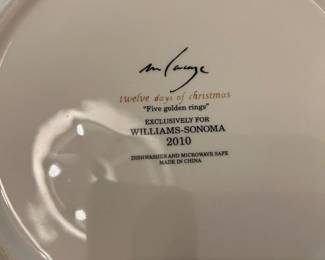 twelve days of christmas
"Five golden rings"
EXCLUSIVELY FOR
WILLIAMS-SONOMA
2010
DISHWASHER AND MICROWAVE SAFE
MADE IN CHINA